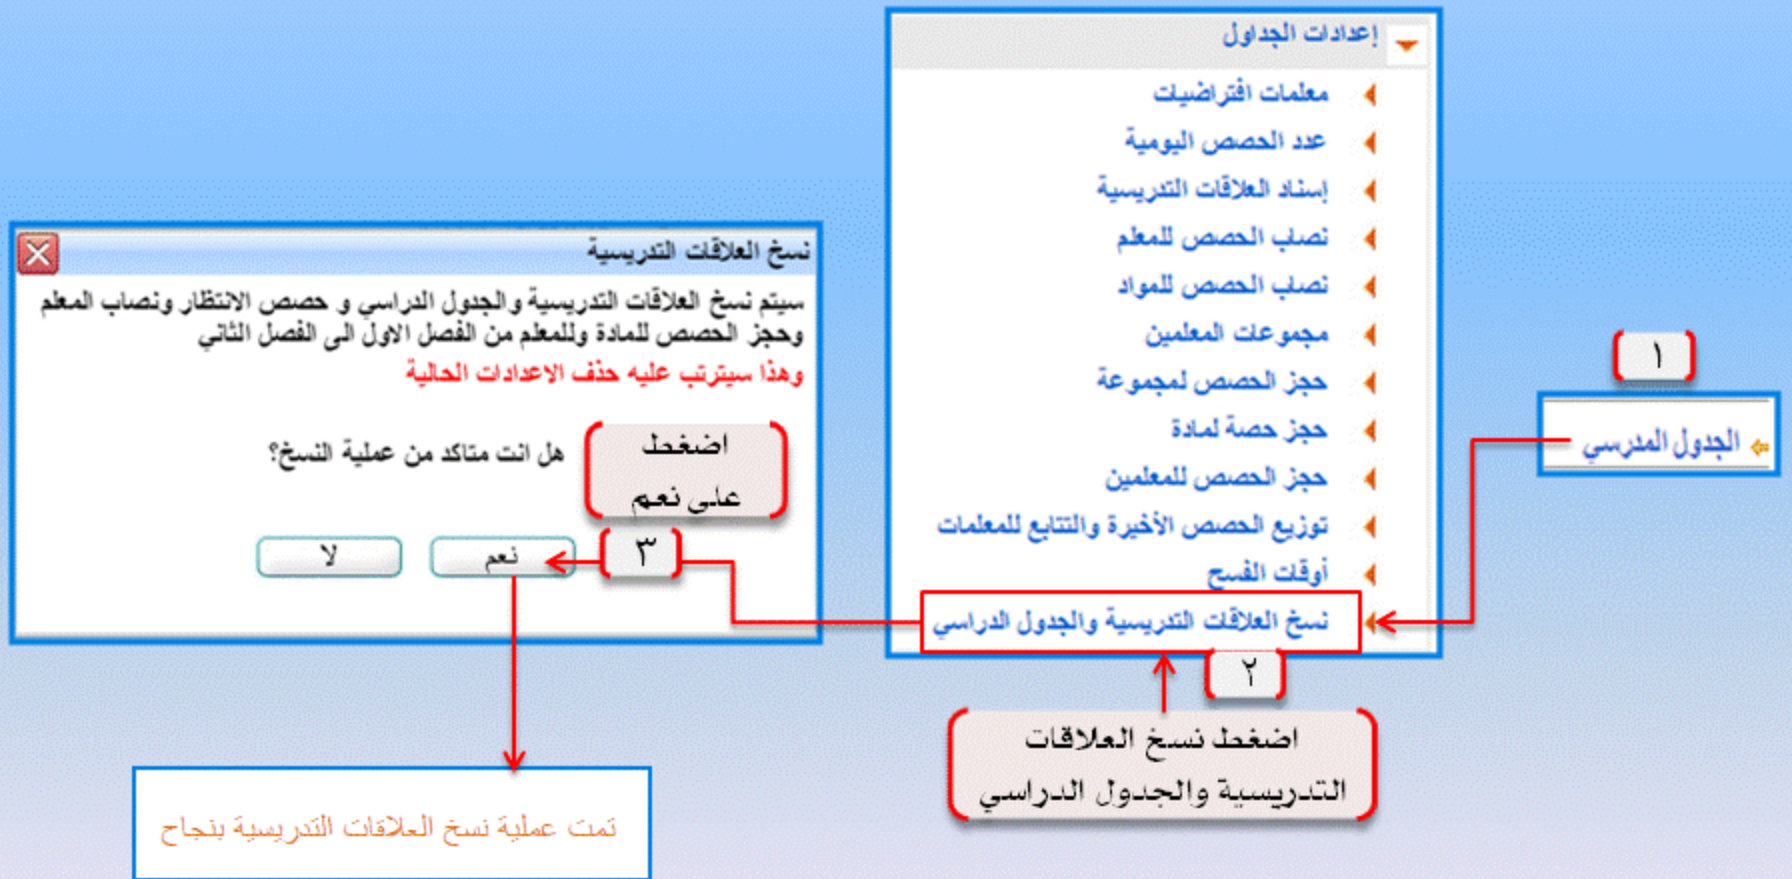 ١
الجدول المدرسي
إعدادات الجداول
معلمات افتراضيات
عدد الحصص اليومية
إسناد العلاقات التدريسية
نصاب الحصص للمعلم
نصاب الحصص للمواد
مجموعات المعلمين
حجز الحصص لمجموعة
حجز حصة لمادة
حجز الحصص للمعلمين
توزيع الحصص الأخيرة والتتابع للمعلمات
أوقات الفسح
نسخ العلاقات التدريسية والجدول الدراسي
٢
اضغط نسخ العلاقات
التدريسية والجدول الدراسي
نسخ العلاقات التدريسية
سيتم نسخ العلاقات التدريسية والجدول الدراسي و حصص الانتظار ونصاب المعلم
وحجز الحصص للمادة وللمعلم من الفصل الاول الى الفصل الثاني
وهذا سيترتب عليه حذف الاعدادات الحالية
هل انت متاكد من عملية النسخ؟
اضغط
على نعم
٣
نعم
لا
تمت عملية نسخ العلاقات التدريسية بنجاح